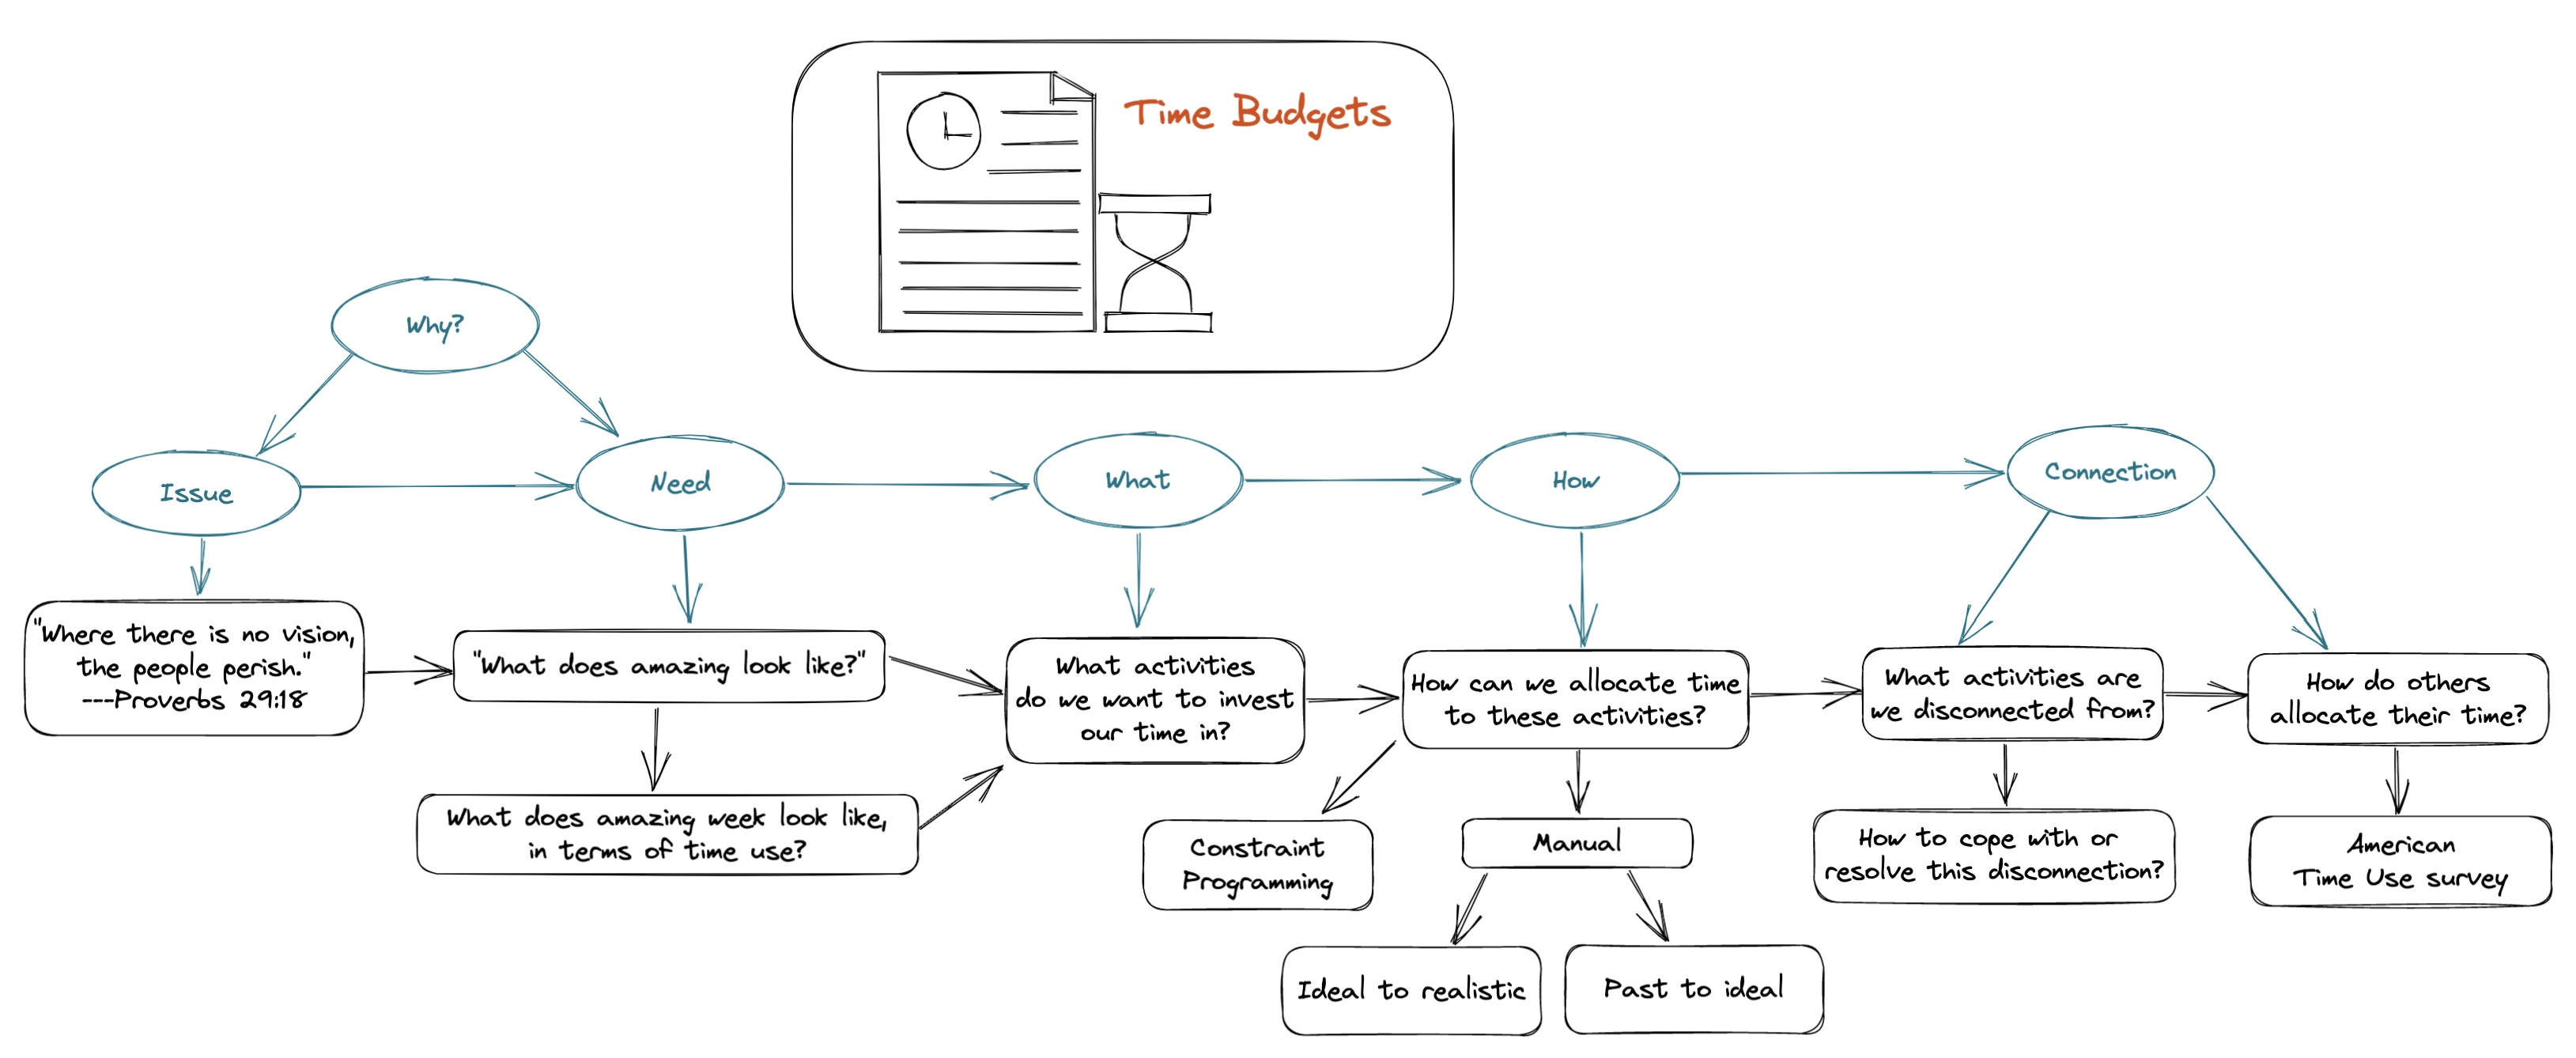 Time Budgets
Why?
Issue
Need
What
How
Connection
"Where there is no vision,
the people perish."
---Proverbs 29:18
"What does amazing look like?"
What does amazing week look like,
in terms of time use?
What activities
do we want to invest
our time in?
How can we allocate time
to these activities?
Constraint
Programming
Manual
Ideal to realistic
Past to ideal
What activities are
we disconnected from?
How to cope with or
resolve this disconnection?
How do others
allocate their time?
American
Time Use survey